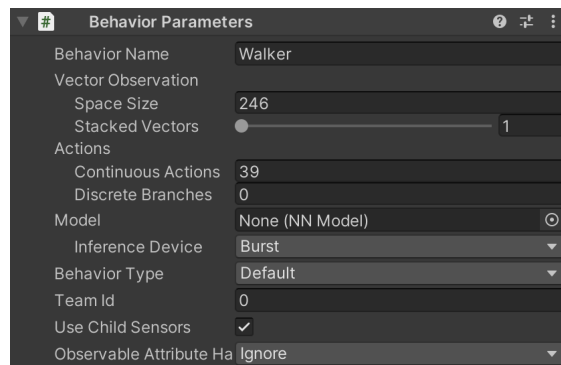 # Behavior Parameters
Behavior Name Walker
Vector Observation
Space Size 246
Stacked Vectors 1
Actions
Continuous Actions 39
Discrete Branches 0
Model None (NN Model)
Inference Device Burst
Behavior Type Default
Team Id 0
Use Child Sensors
Observable Attribute Ha Ignore